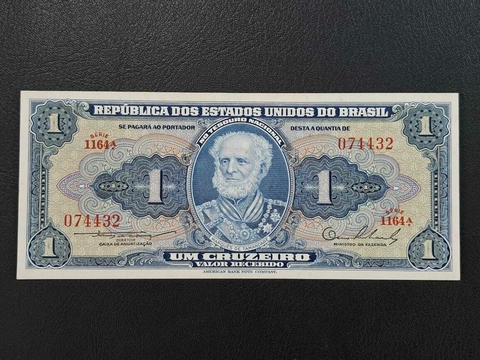 REPÚBLICA DOS ESTADOS UNIDOS DO BRASIL
SE PAGARÁ AO PORTADOR
NO TESOURO NACIONAL
DESTA A QUANTIA DE
1
1
SÉRIE
1164A
074432
1
1
074432
SÉRIE
1164A
1
1
DIRETOR
CAIXA DE AMORTIZAÇÃO
MINISTRO DA FAZENDA
UM CRUZEIRO
VALOR RECEBIDO
AMERICAN BANK NOTE COMPANY.